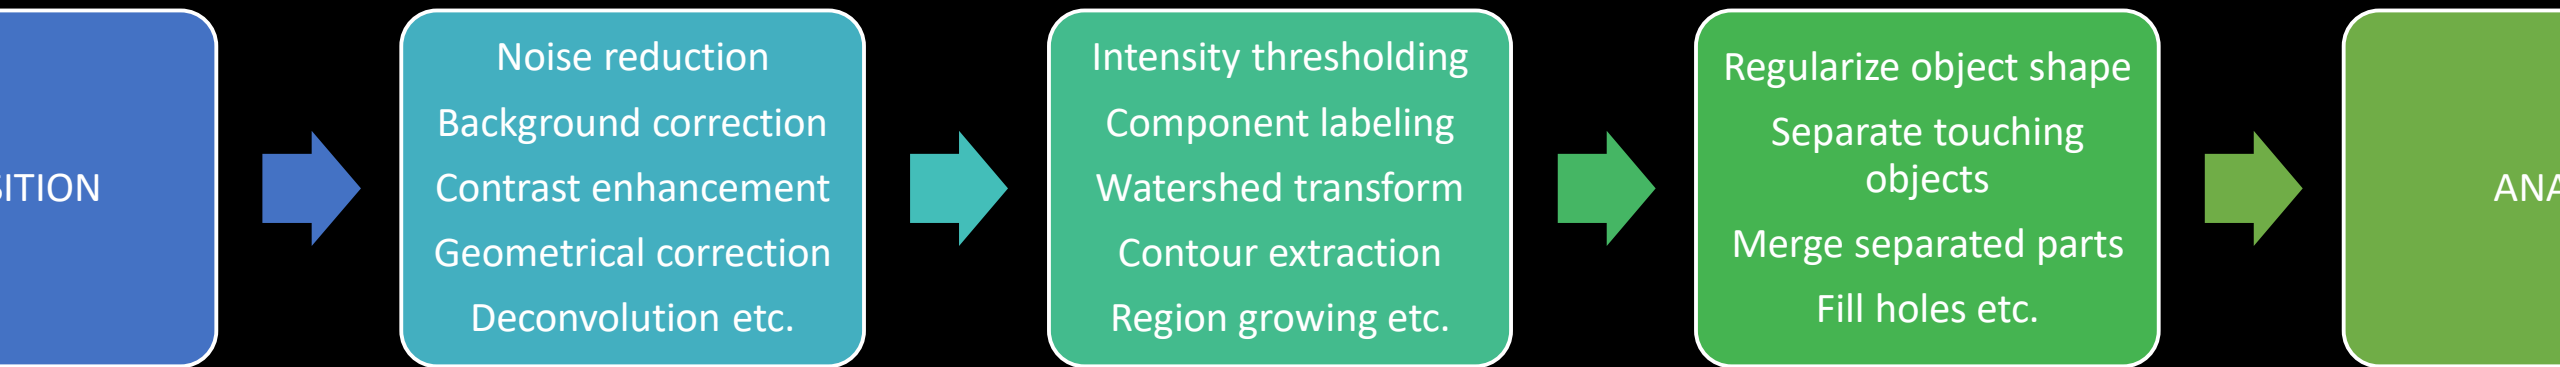 SITION
Noise reduction
Background correction
Contrast enhancement
Geometrical correction
Deconvolution etc.
Intensity thresholding
Component labeling
Watershed transform
Contour extraction
Region growing etc.
Regularize object shape
Separate touching
objects
Merge separated parts
Fill holes etc.
ANA